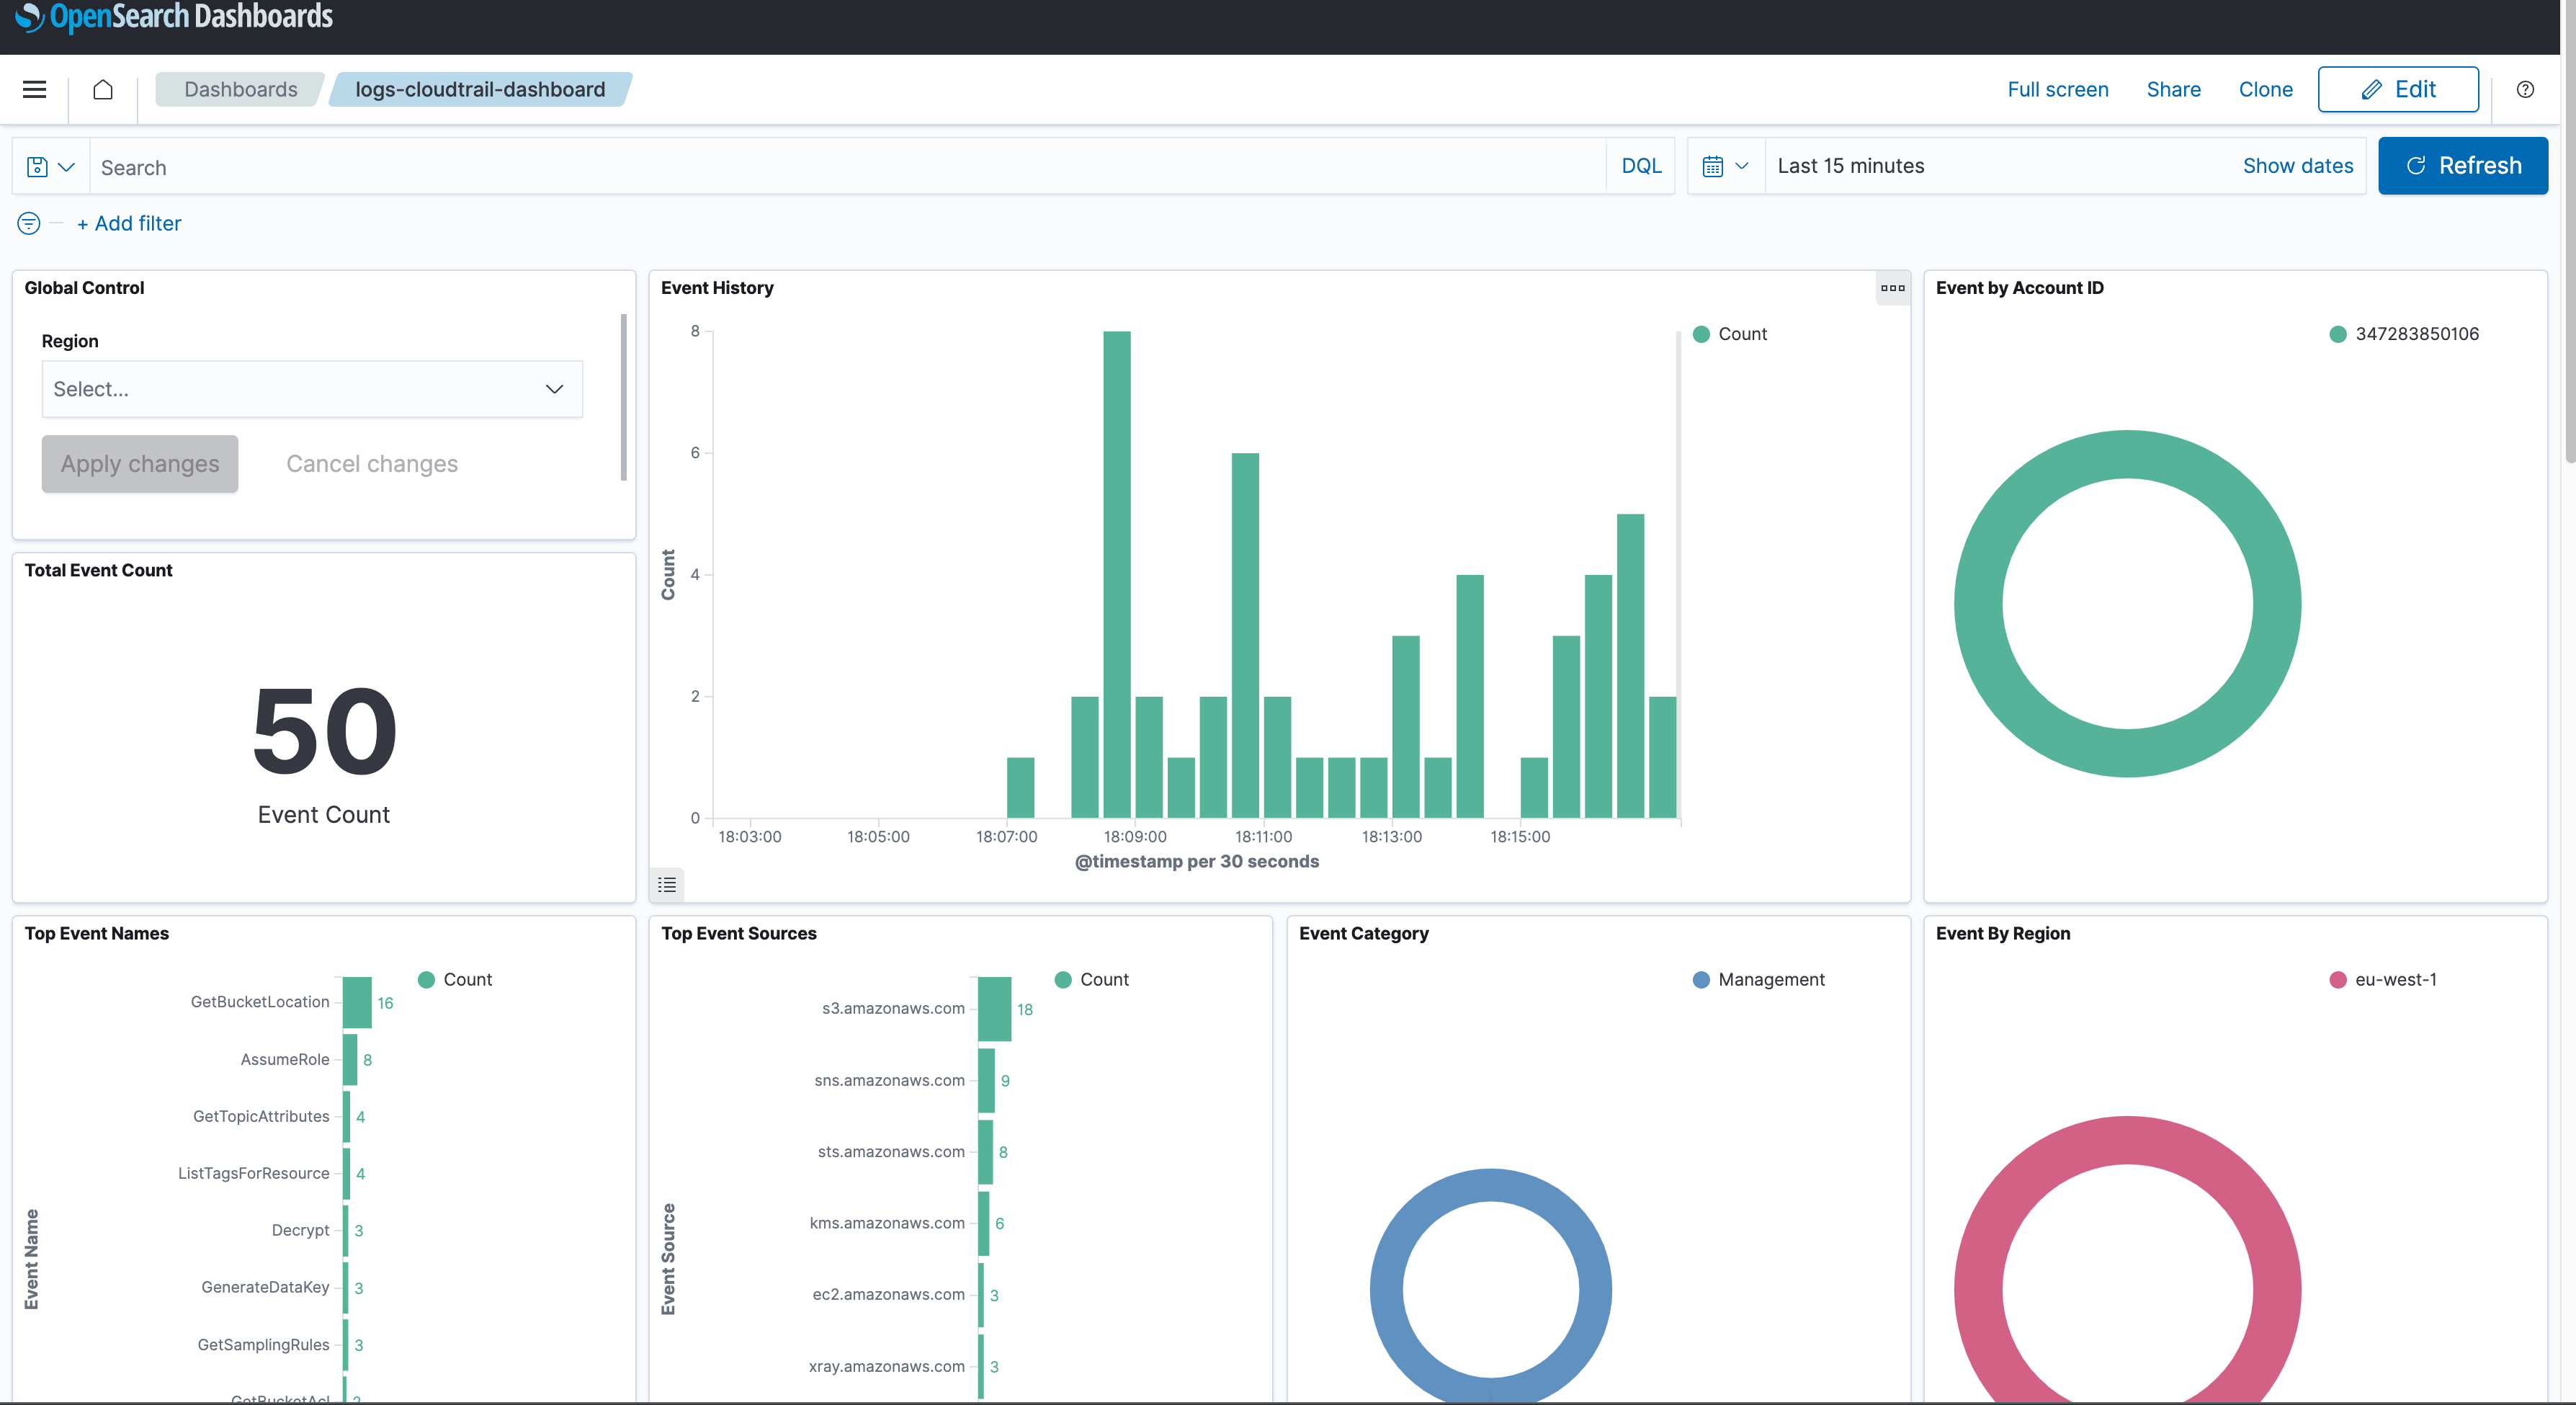 OpenSearch Dashboards
Dashboards
logs-cloudtrail-dashboard
Full screen
Share
Clone
Edit
Search
DQL
Last 15 minutes
Show dates
Refresh
+ Add filter
Global Control
Region
Select...
Apply changes
Cancel changes
Total Event Count
50
Event Count
Event History
Count
8
6
4
2
0
Count
18:03:00
18:05:00
18:07:00
18:09:00
18:11:00
18:13:00
18:15:00
@timestamp per 30 seconds
Event by Account ID
347283850106
Top Event Names
Count
Event Name
GetBucketLocation 16
AssumeRole 8
GetTopicAttributes 4
ListTagsForResource 4
Decrypt 3
GenerateDataKey 3
GetSamplingRules 3
GetBucketAcl 2
Top Event Sources
Count
Event Source
s3.amazonaws.com 18
sns.amazonaws.com 9
sts.amazonaws.com 8
kms.amazonaws.com 6
ec2.amazonaws.com 3
xray.amazonaws.com 3
Event Category
Management
Event By Region
eu-west-1